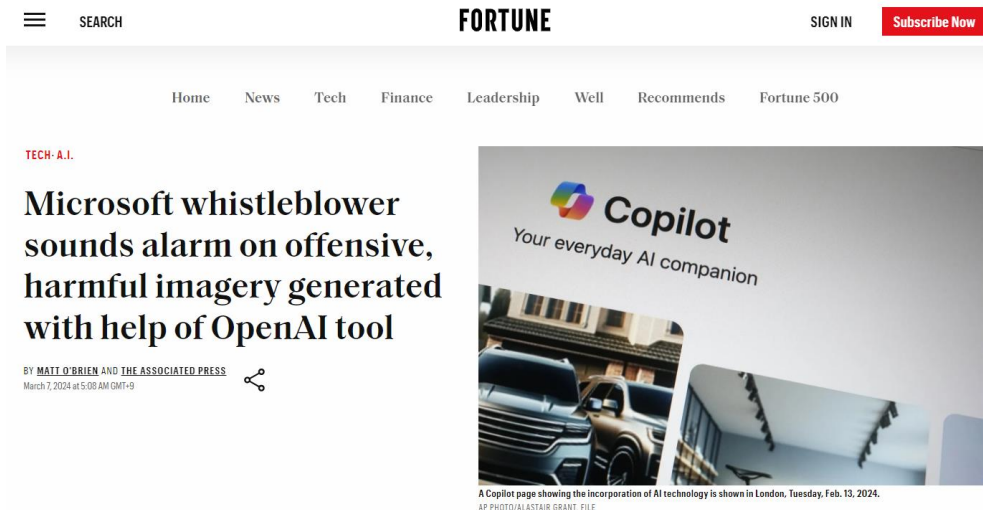 SEARCH
FORTUNE
SIGN IN
Subscribe Now
Home News Tech Finance Leadership Well Recommends Fortune 500
TECH· A.I.
Microsoft whistleblower
sounds alarm on offensive,
harmful imagery generated
with help of OpenAI tool
BY MATT O'BRIEN AND THE ASSOCIATED PRESS
March 7, 2024 at 5:08 AM GMT+9
Copilot
Your everyday AI companion
A Copilot page showing the incorporation of AI technology is shown in London, Tuesday, Feb. 13, 2024.
AP PHOTO/ALASTAIR GRANT, FILE